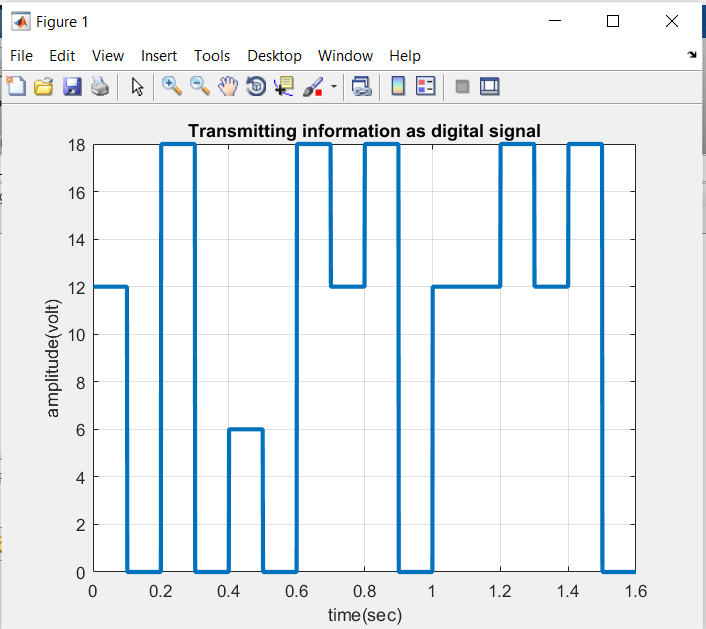 Figure 1
File Edit View Insert Tools Desktop Window Help
Transmitting information as digital signal
18
16
14
12
10
8
6
4
2
0
amplitude(volt)
0 0.2 0.4 0.6 0.8 1 1.2 1.4 1.6
time(sec)